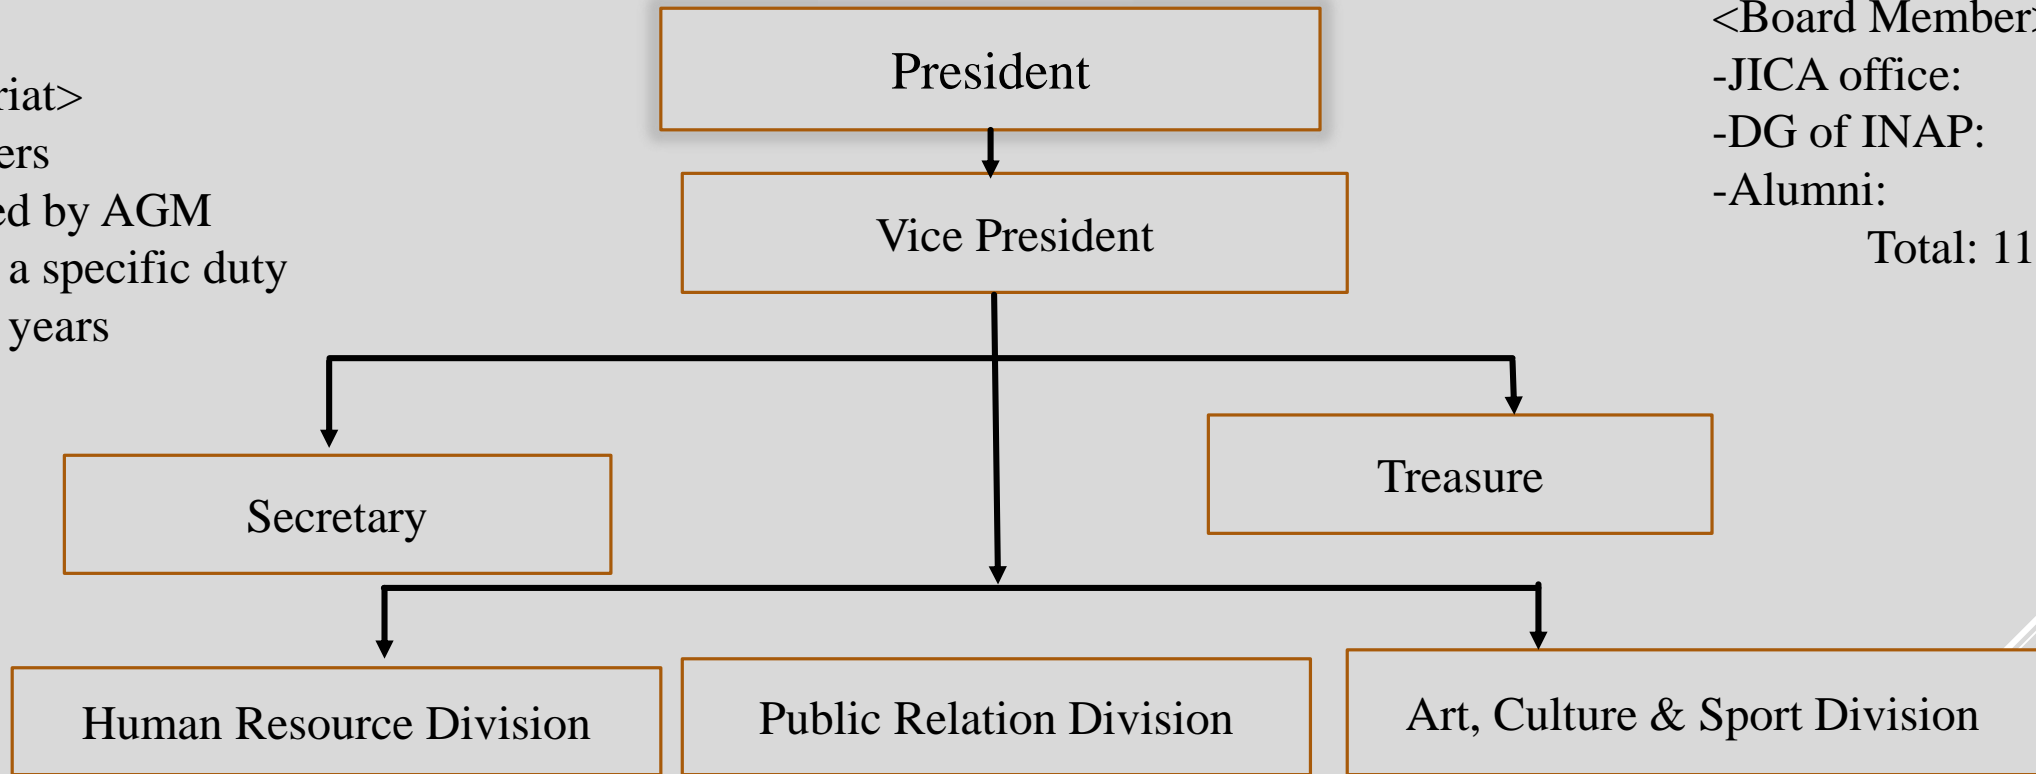 President
<Board Member>
-JICA office:
-DG of INAP:
-Alumni:
Total: 11
riat>
ers
ed by AGM
a specific duty
years
Vice President
Secretary
Treasure
Human Resource Division
Public Relation Division
Art, Culture & Sport Division